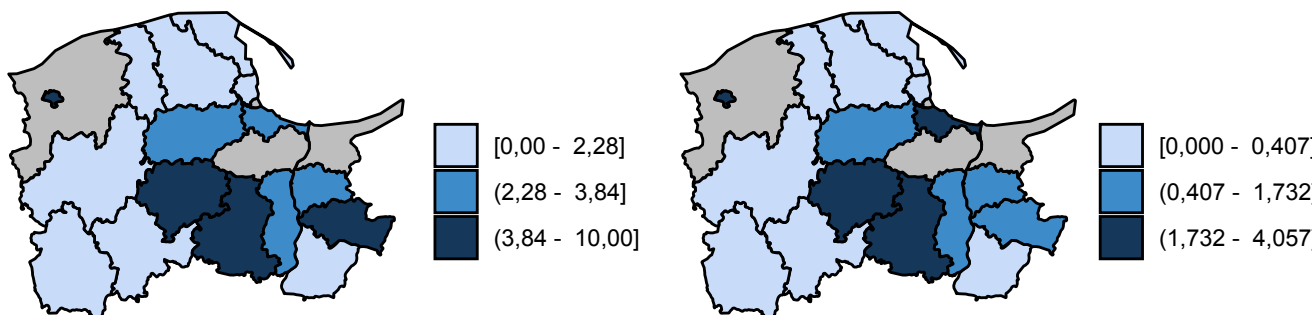 [0,00 - 2,28]
(2,28 - 3,84]
(3,84 - 10,00]
[0,000 - 0,407]
(0,407 - 1,732]
(1,732 - 4,057]